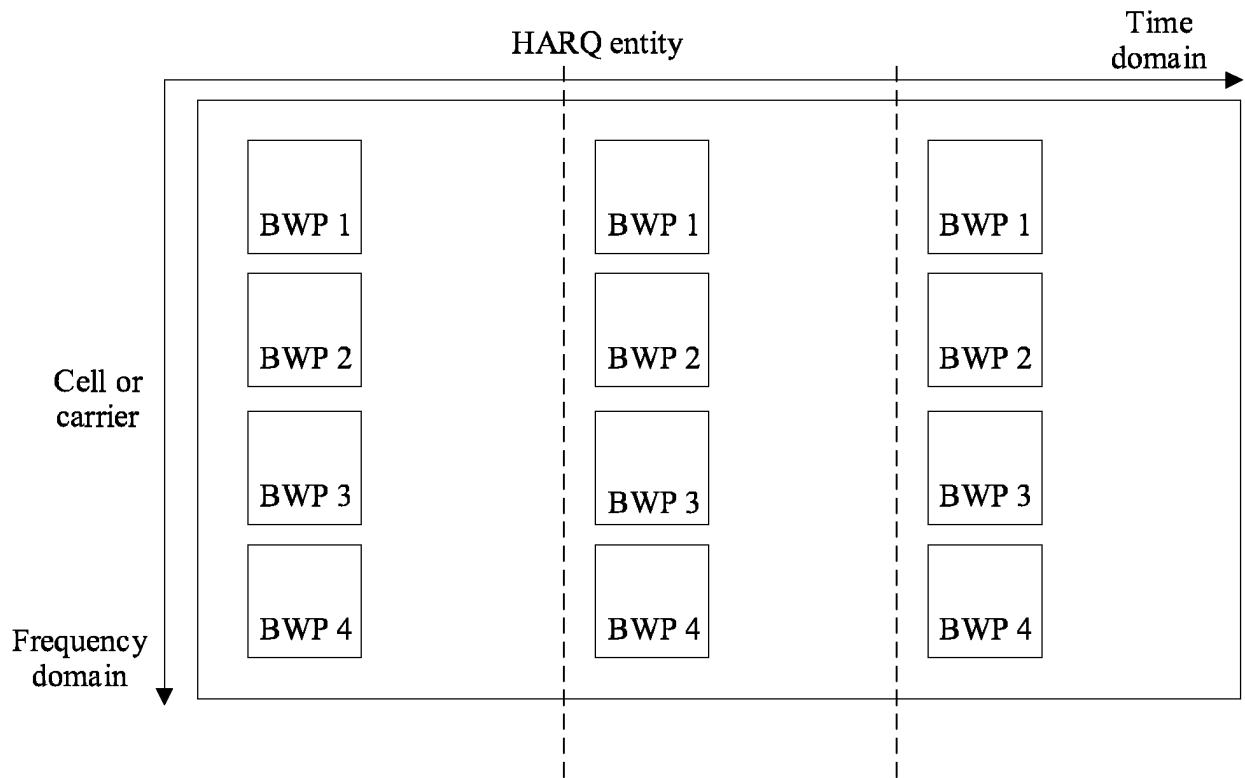 Time
domain
HARQ entity
BWP 1
BWP 1
BWP 1
BWP 2
BWP 2
BWP 2
Cell or
carrier
BWP 3
BWP 3
BWP 3
BWP 4
BWP 4
BWP 4
Frequency
domain